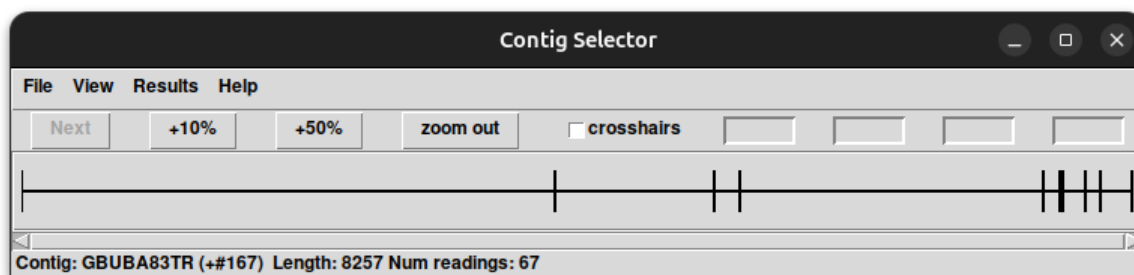 Contig Selector
File View Results Help
Next +10% +50% zoom out crosshairs
Contig: GBUBA83TR (+#167) Length: 8257 Num readings: 67